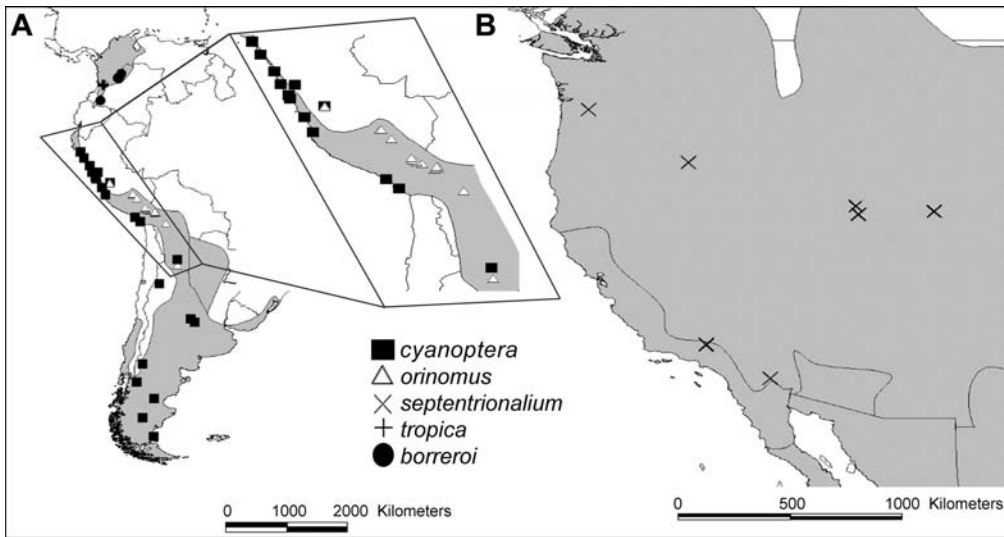 A
B
cyanoptera
orinomus
septentrionalium
tropica
borreroi
0 1000 2000 Kilometers
0 500 1000 Kilometers